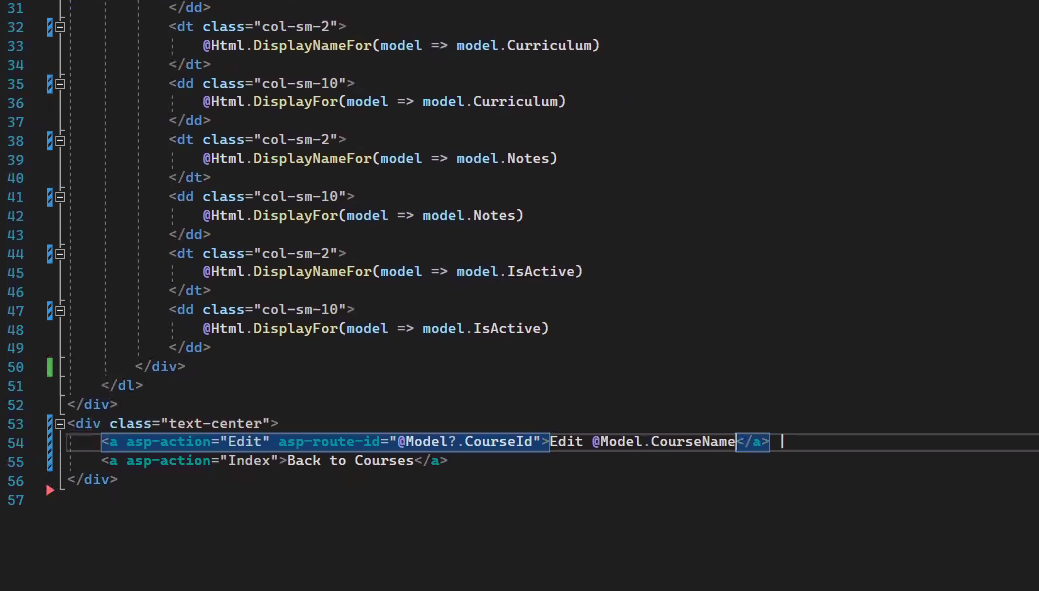 31 </dd>
32 <dt class="col-sm-2">
33 @Html.DisplayNameFor(model => model.Curriculum)
34 </dt>
35 <dd class="col-sm-10">
36 @Html.DisplayFor(model => model.Curriculum)
37 </dd>
38 <dt class="col-sm-2">
39 @Html.DisplayNameFor(model => model.Notes)
40 </dt>
41 <dd class="col-sm-10">
42 @Html.DisplayFor(model => model.Notes)
43 </dd>
44 <dt class="col-sm-2">
45 @Html.DisplayNameFor(model => model.IsActive)
46 </dt>
47 <dd class="col-sm-10">
48 @Html.DisplayFor(model => model.IsActive)
49 </dd>
50 </div>
51 </dl>
52 </div>
53 <div class="text-center">
54 <a asp-action="Edit" asp-route-id="@Model?.CourseId">Edit @Model.CourseName</a> |
55 <a asp-action="Index">Back to Courses</a>
56 </div>
57